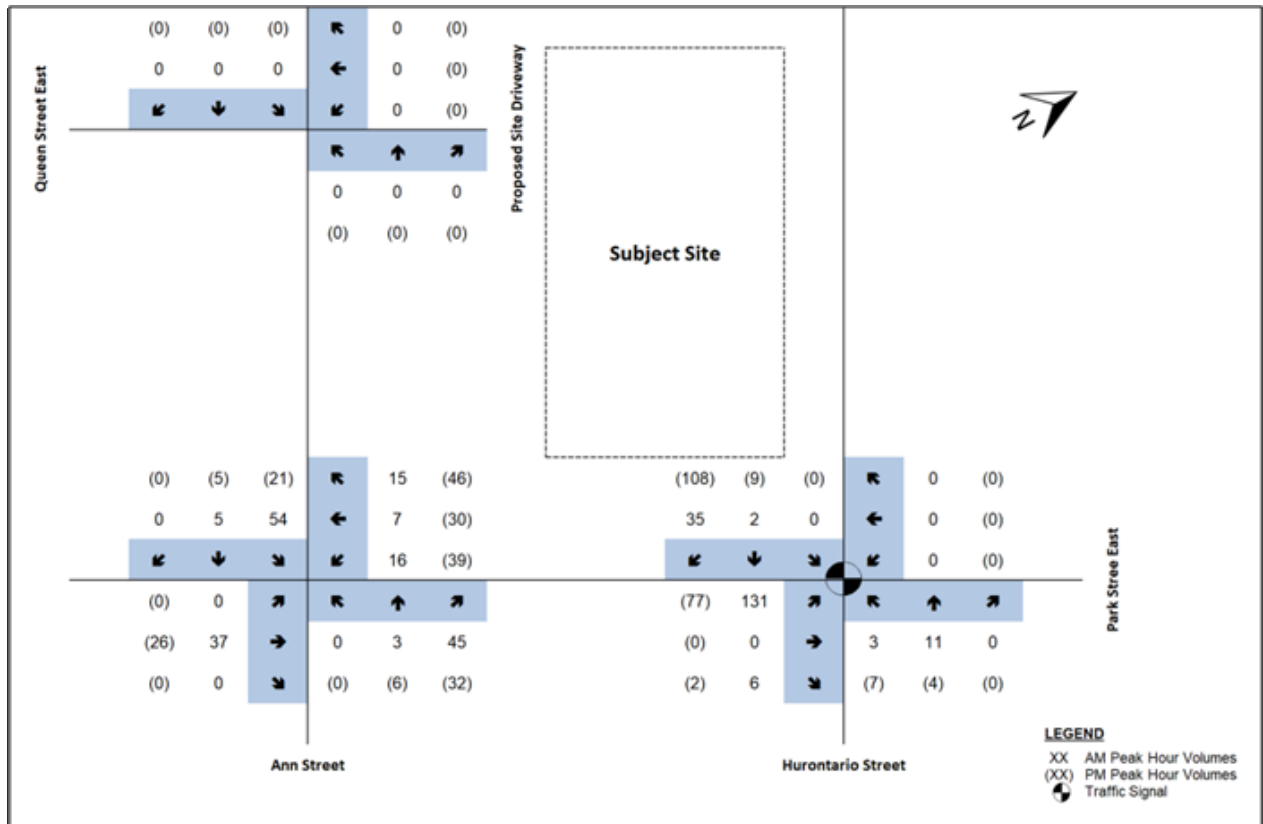 (0) (0) (0) 0 (0)
0 0 0 0 (0)
0 (0)
0 0 0
(0) (0) (0)
Queen Street East
Proposed Site Driveway
N
Subject Site
(0) (5) (21) 15 (46)
0 5 54 7 (30)
16 (39)
(0) 0
(26) 37 0 3 45
(0) 0 (0) (6) (32)
(108) (9) (0) 0 (0)
35 2 0 0 (0)
0 (0)
(77) 131
(0) 0 3 11 0
(2) 6 (7) (4) (0)
Park Stree East
Ann Street
Hurontario Street
LEGEND
XX AM Peak Hour Volumes
(XX) PM Peak Hour Volumes
Traffic Signal